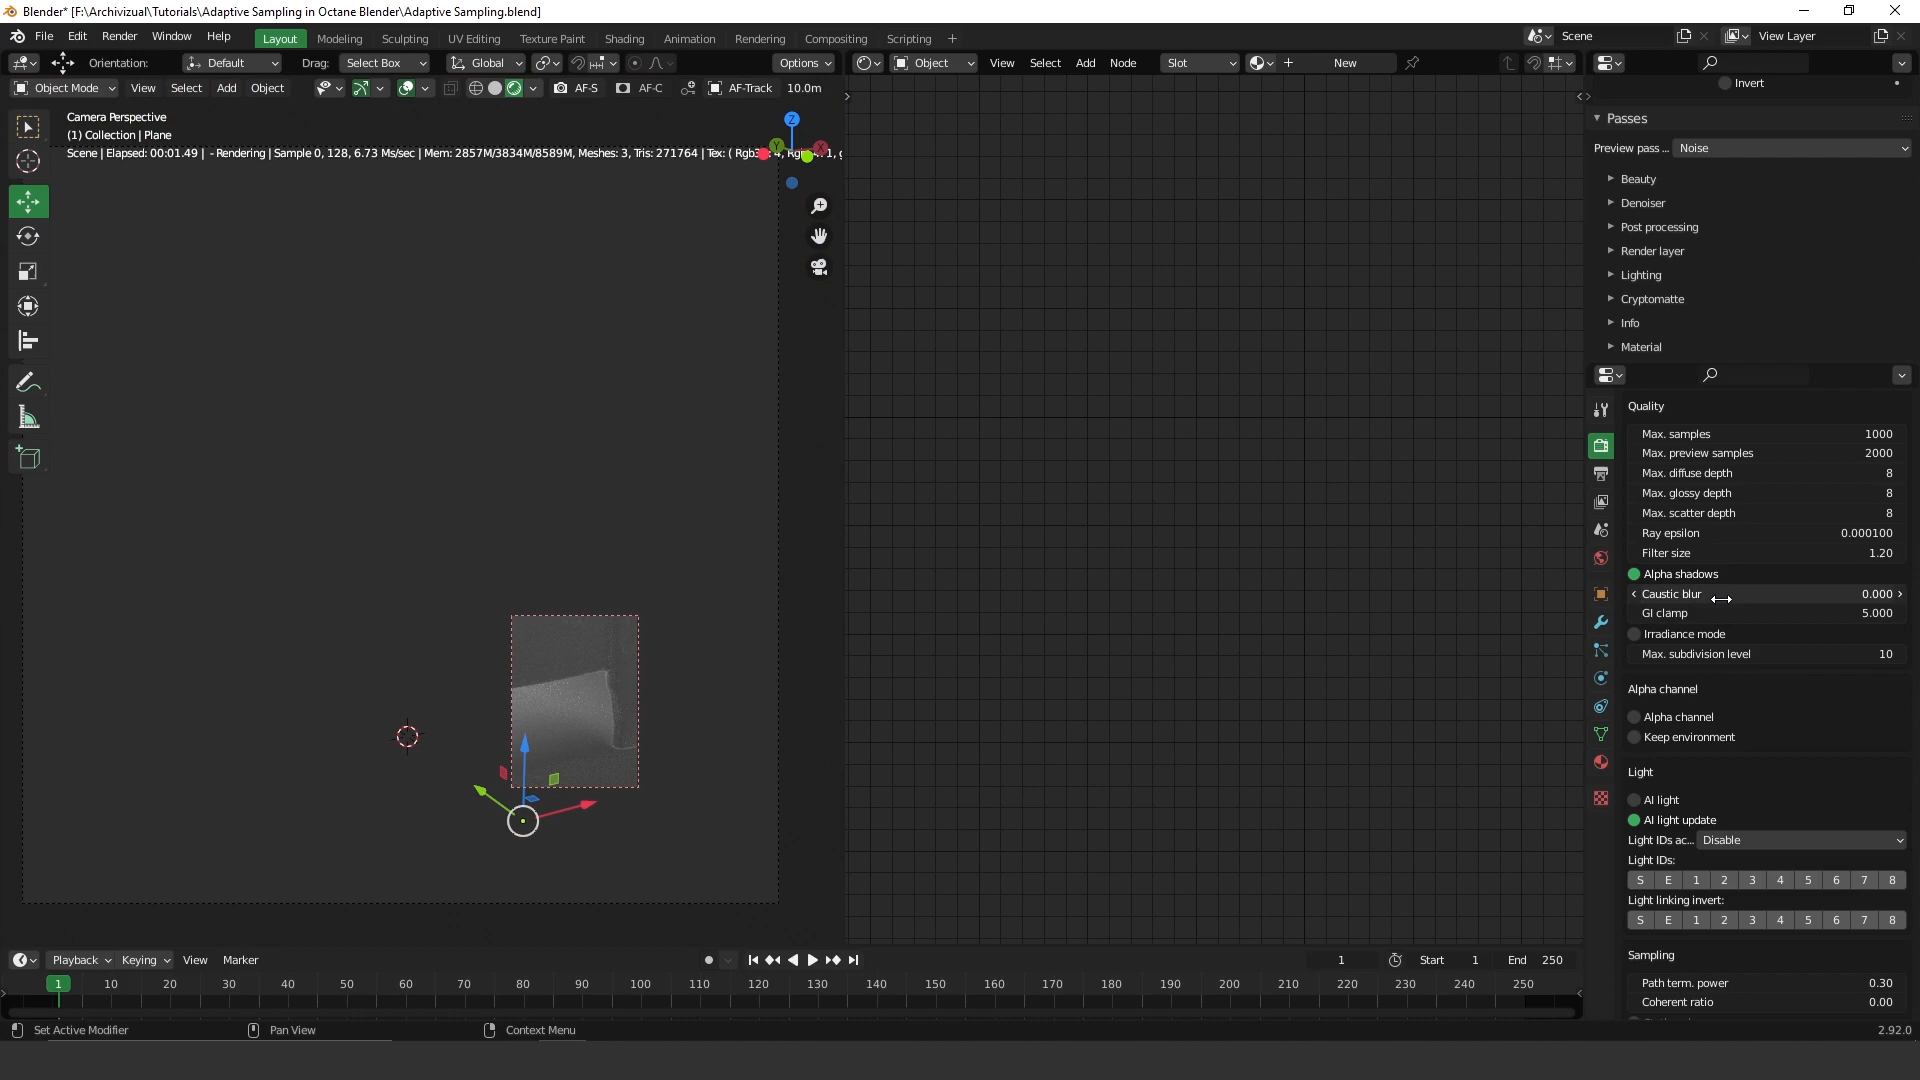 Blender* [F:\Archivizual\Tutorials\Adaptive Sampling in Octane Blender\Adaptive Sampling.blend]
File Edit Render Window Help Layout Modeling Sculpting UV Editing Texture Paint Shading Animation Rendering Compositing Scripting + Scene View Layer
Orientation: Default Drag: Select Box Global Options Object View Select Add Node Slot New
Object Mode View Select Add Object AF-S AF-C AF-Track 10.0m Invert
Camera Perspective
(1) Collection | Plane
Scene | Elapsed: 00:01.49 | - Rendering | Sample 0, 128, 6.73 Ms/sec | Mem: 2857M/3834M/8589M, Meshes: 3, Tris: 271764 | Tex: (
Z
Y
Passes
Preview pass ... Noise
Beauty
Denoiser
Post processing
Render layer
Lighting
Cryptomatte
Info
Material
Quality
Max. samples 1000
Max. preview samples 2000
Max. diffuse depth 8
Max. glossy depth 8
Max. scatter depth 8
Ray epsilon 0.000100
Filter size 1.20
Alpha shadows
Caustic blur 0.000
GI clamp 5.000
Irradiance mode
Max. subdivision level 10
Alpha channel
Alpha channel
Keep environment
Light
AI light
AI light update
Light IDs ac... Disable
Light IDs:
S E 1 2 3 4 5 6 7 8
Light linking invert:
S E 1 2 3 4 5 6 7 8
Sampling
Path term. power 0.30
Coherent ratio 0.00
Playback Keying View Marker 1 Start 1 End 250
1 10 20 30 40 50 60 70 80 90 100 110 120 130 140 150 160 170 180 190 200 210 220 230 240 250
Set Active Modifier Pan View Context Menu 2.92.0